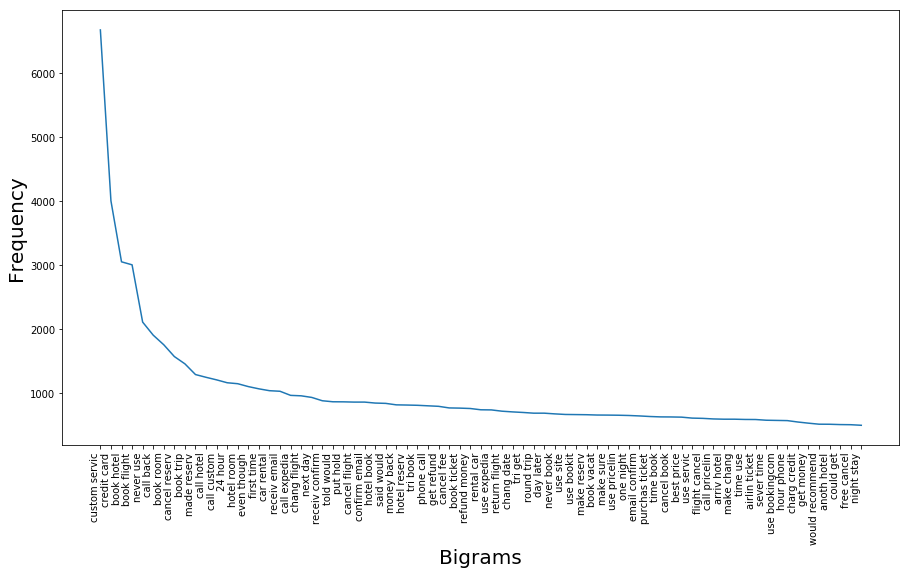 Frequency
6000
5000
4000
3000
2000
1000
custom servic
credit card
book hotel
book flight
never use
call back
book room
cancel reserv
book trip
made reserv
call hotel
call custom
24 hour
hotel room
even though
first time
car rental
receiv email
call expedia
chang flight
next day
receiv confirm
told would
put hold
cancel flight
confirm email
hotel book
said would
money back
hotel reserv
tri book
phone call
get refund
cancel fee
book ticket
refund money
rental car
use expedia
return flight
chang date
tri get
round trip
day later
never book
use site
use bookit
make reserv
book vacat
make sure
use pricelin
one night
email confirm
purchas ticket
time book
cancel book
best price
use servic
flight cancel
call pricelin
arriv hotel
make chang
time use
airlin ticket
sever time
use bookingcom
hour phone
charg credit
get money
would recommend
anoth hotel
could get
free cancel
night stay
Bigrams